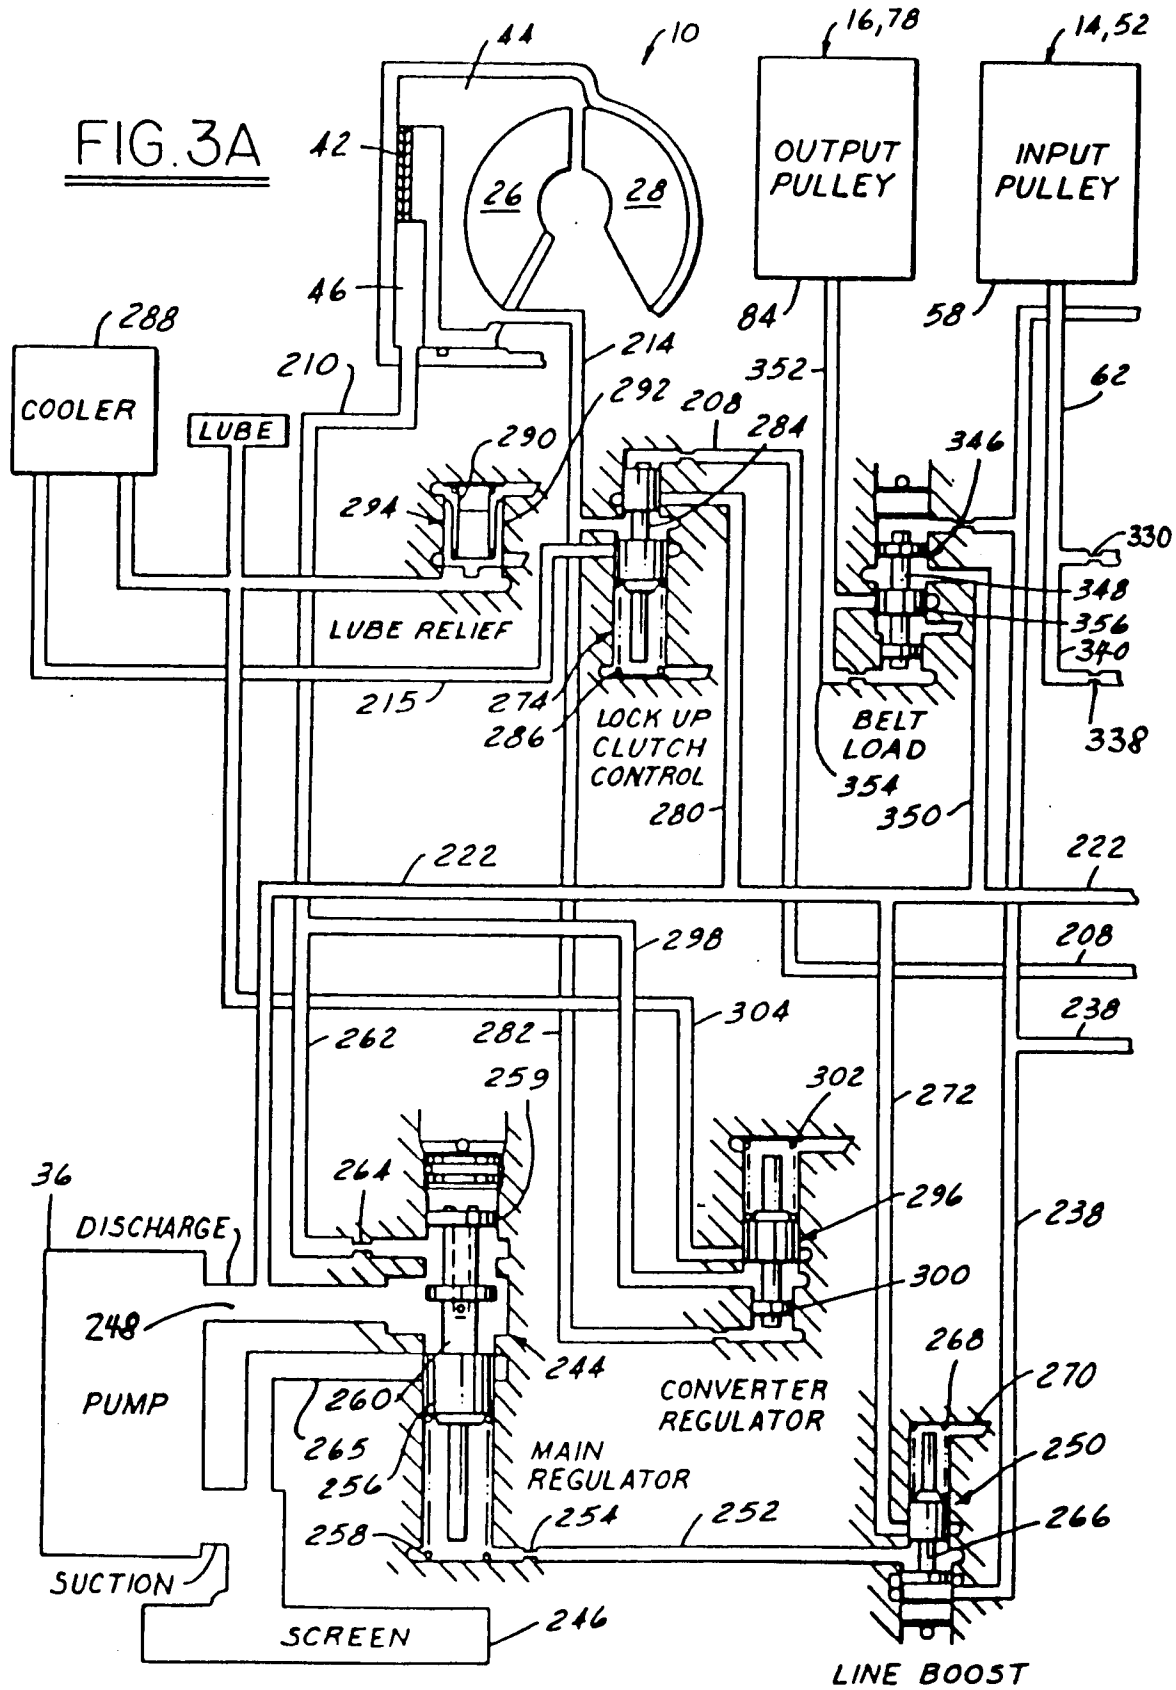 10
16,78
14,52
44
FIG. 3A
42
26
28
OUTPUT
PULLEY
INPUT
PULLEY
46
84
58
288
210
214
292
352
62
COOLER
LUBE
208
284
290
346
294
330
348
LUBE RELIEF
356
340
215
274
286
LOCK UP
CLUTCH
CONTROL
BELT
LOAD
338
354
280
350
222
222
298
208
304
238
262
282
259
302
272
36
264
296
238
DISCHARGE
300
248
268
244
270
PUMP
260
CONVERTER
REGULATOR
265
MAIN
REGULATOR
250
256
254
252
266
258
SUCTION
SCREEN
246
LINE BOOST